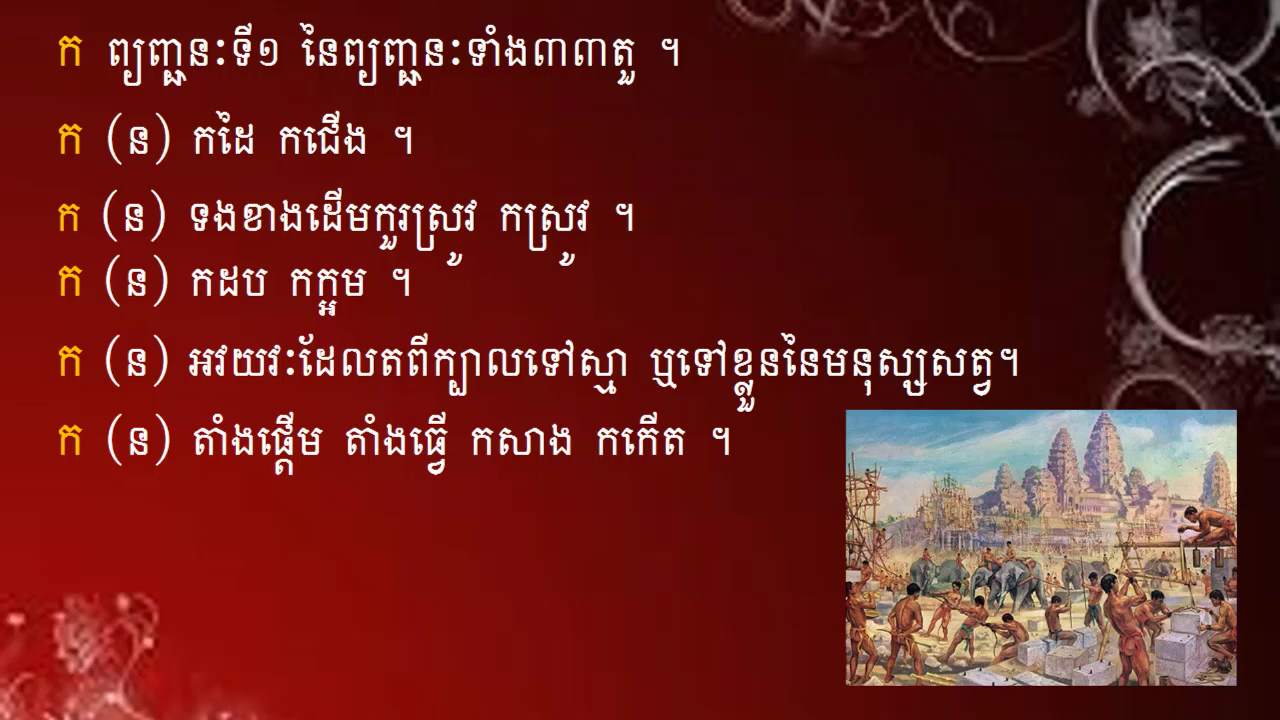 ក ព្យញ្ជនៈទី១ នៃព្យញ្ជនៈទាំង៣៣តួ ។
ក (ន) កដៃ កជើង ។
ក (ន) ទងខាងដើមកួរស្រូវ កស្រូវ ។
ក (ន) កដប កក្អម ។
ក (ន) អវយវៈដែលតពីក្បាលទៅស្មា ឬទៅខ្លួននៃមនុស្សសត្វ។
ក (ន) តាំងផ្ដើម តាំងធ្វើ កសាង កកើត ។